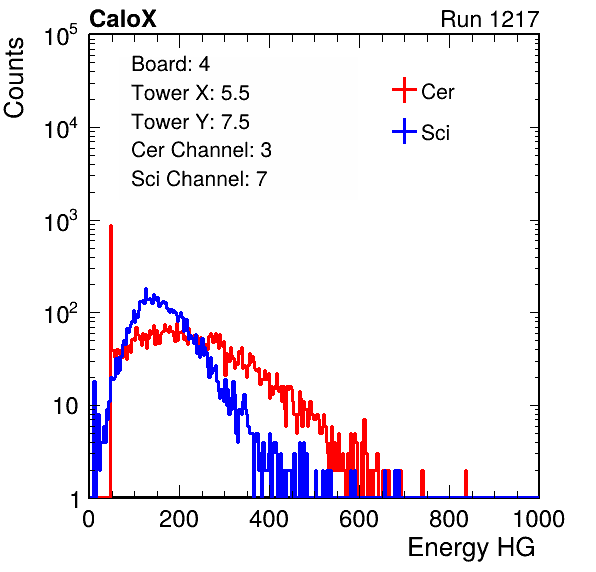 CaloX Run 1217
Counts
10^5
10^4
10^3
10^2
10
1
Board: 4
Tower X: 5.5
Tower Y: 7.5
Cer Channel: 3
Sci Channel: 7
Cer
Sci
0 200 400 600 800 1000
Energy HG